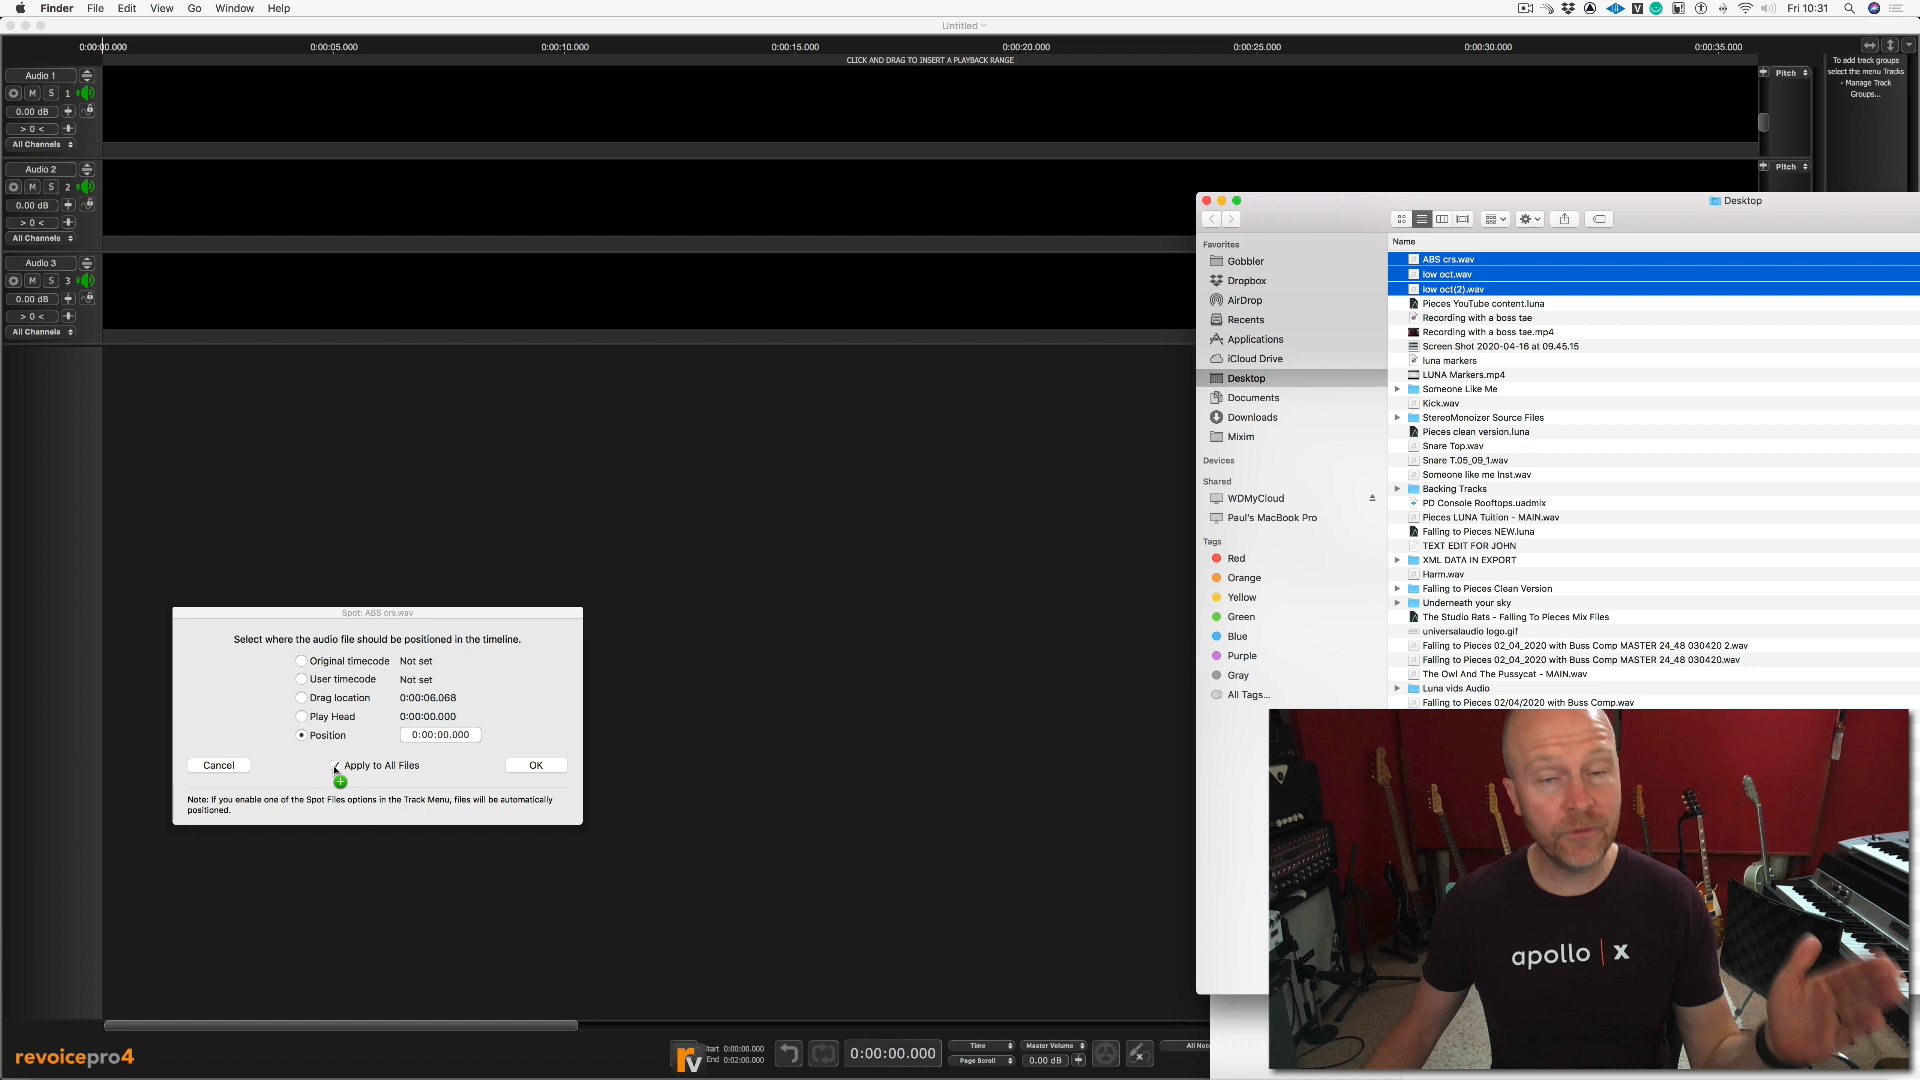 Finder File Edit View Go Window Help
Fri 10:31
Untitled
0:00:00.000 0:00:05.000 0:00:10.000 0:00:15.000 0:00:20.000 0:00:25.000 0:00:30.000 0:00:35.000
CLICK AND DRAG TO INSERT A PLAYBACK RANGE
To add track groups
select the menu Tracks
- Manage Track
Groups...
Audio 1
M S 1
0.00 dB
> 0 <
All Channels
Pitch
Audio 2
M S 2
0.00 dB
> 0 <
All Channels
Pitch
Audio 3
M S 3
0.00 dB
> 0 <
All Channels
Desktop
Favorites
Gobbler
Dropbox
AirDrop
Recents
Applications
iCloud Drive
Desktop
Documents
Downloads
Mixim
Devices
Shared
WDMyCloud
Paul's MacBook Pro
Tags
Red
Orange
Yellow
Green
Blue
Purple
Gray
All Tags...
Name
ABS crs.wav
low oct.wav
low oct(2).wav
Pieces YouTube content.luna
Recording with a boss tae
Recording with a boss tae.mp4
Screen Shot 2020-04-16 at 09.45.15
luna markers
LUNA Markers.mp4
Someone Like Me
Kick.wav
StereoMonoizer Source Files
Pieces clean version.luna
Snare Top.wav
Snare T.05_09_1.wav
Someone like me Inst.wav
Backing Tracks
PD Console Rooftops.uadmix
Pieces LUNA Tuition - MAIN.wav
Falling to Pieces NEW.luna
TEXT EDIT FOR JOHN
XML DATA IN EXPORT
Harm.wav
Falling to Pieces Clean Version
Underneath your sky
The Studio Rats - Falling To Pieces Mix Files
universalaudio logo.gif
Falling to Pieces 02_04_2020 with Buss Comp MASTER 24_48 030420 2.wav
Falling to Pieces 02_04_2020 with Buss Comp MASTER 24_48 030420.wav
The Owl And The Pussycat - MAIN.wav
Luna vids Audio
Falling to Pieces 02/04/2020 with Buss Comp.wav
Spot: ABS crs.wav
Select where the audio file should be positioned in the timeline.
Original timecode Not set
User timecode Not set
Drag location 0:00:06.068
Play Head 0:00:00.000
Position 0:00:00.000
Cancel Apply to All Files OK
Note: If you enable one of the Spot Files options in the Track Menu, files will be automatically
positioned.
apollo | x
revoicepro4
rv
0:00:00.000
End 0:02:00.000
0:00:00.000
Time
Page Scroll
Master Volume
0.00 dB